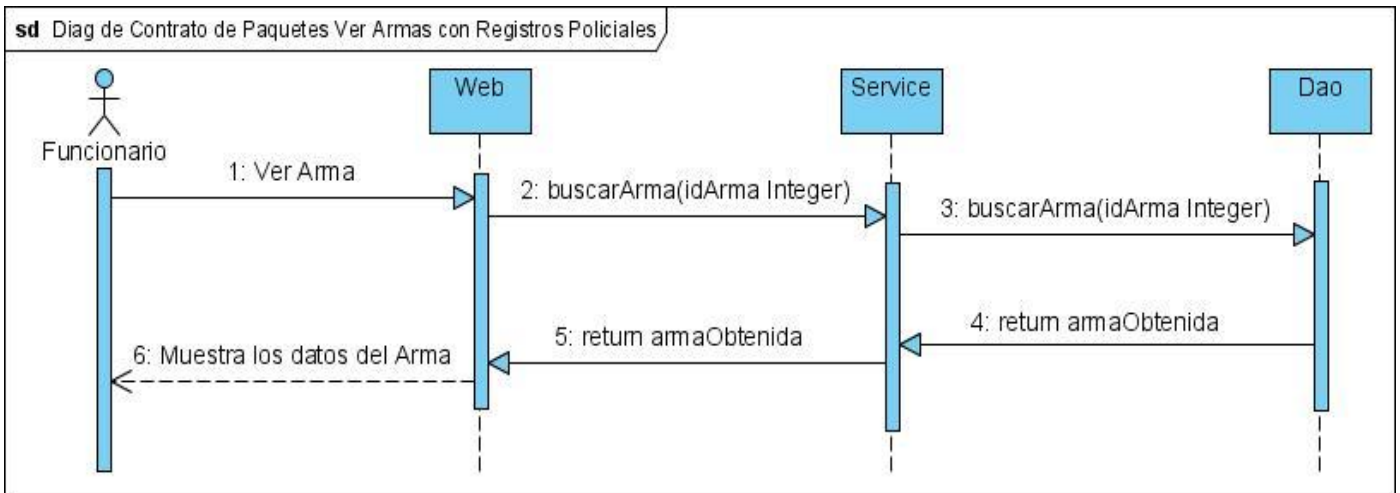 sd Diag de Contrato de Paquetes Ver Armas con Registros Policiales
Web
Service
Dao
Funcionario
1: Ver Arma
2: buscarArma(idArma Integer)
3: buscarArma(idArma Integer)
4: return armaObtenida
5: return armaObtenida
6: Muestra los datos del Arma